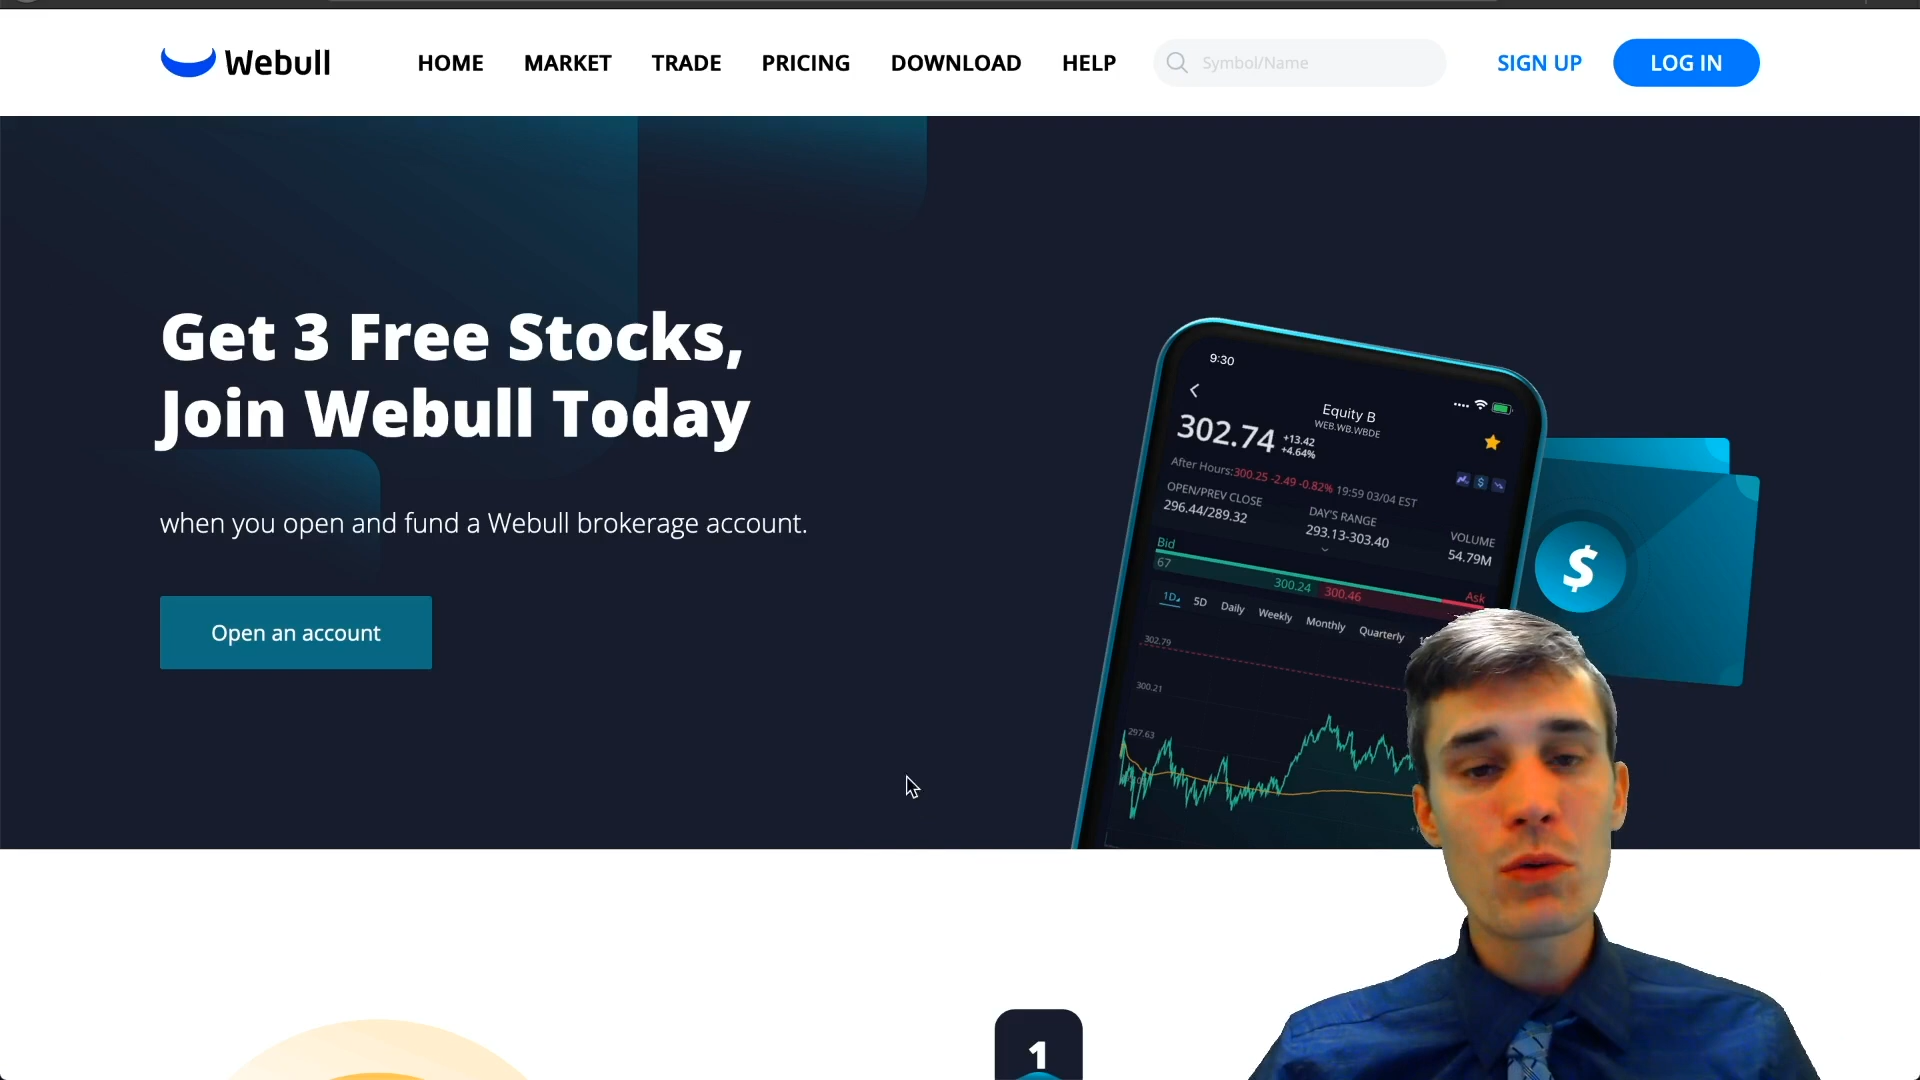 Webull
HOME
MARKET
TRADE
PRICING
DOWNLOAD
HELP
Symbol/Name
SIGN UP
LOG IN
Get 3 Free Stocks,
Join Webull Today
when you open and fund a Webull brokerage account.
Open an account
9:30
Equity B
WEB.WB.WBDE
302.74
+13.42
+4.64%
After Hours:300.25 -2.49 -0.82% 19:59 03/04 EST
OPEN/PREV CLOSE
296.44/289.32
DAY'S RANGE
293.13-303.40
VOLUME
54.79M
Bid
67
300.24
300.46
Ask
1D
5D
Daily
Weekly
Monthly
Quarterly
302.79
300.21
297.63
$
1